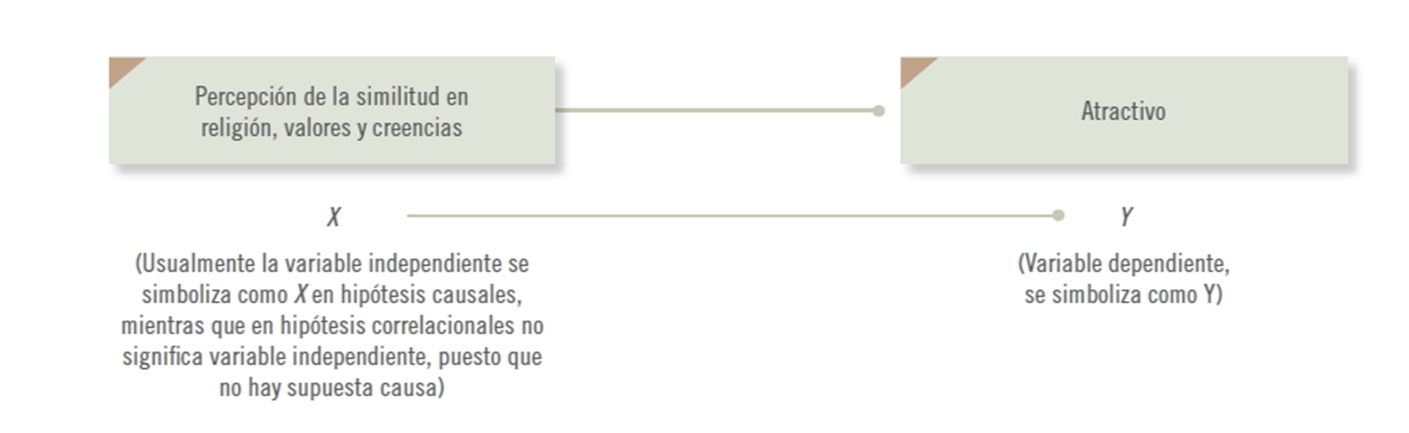 Percepción de la similitud en
religión, valores y creencias
Atractivo
X
Y
(Usualmente la variable independiente se
simboliza como X en hipótesis causales,
mientras que en hipótesis correlacionales no
significa variable independiente, puesto que
no hay supuesta causa)
(Variable dependiente,
se simboliza como Y)